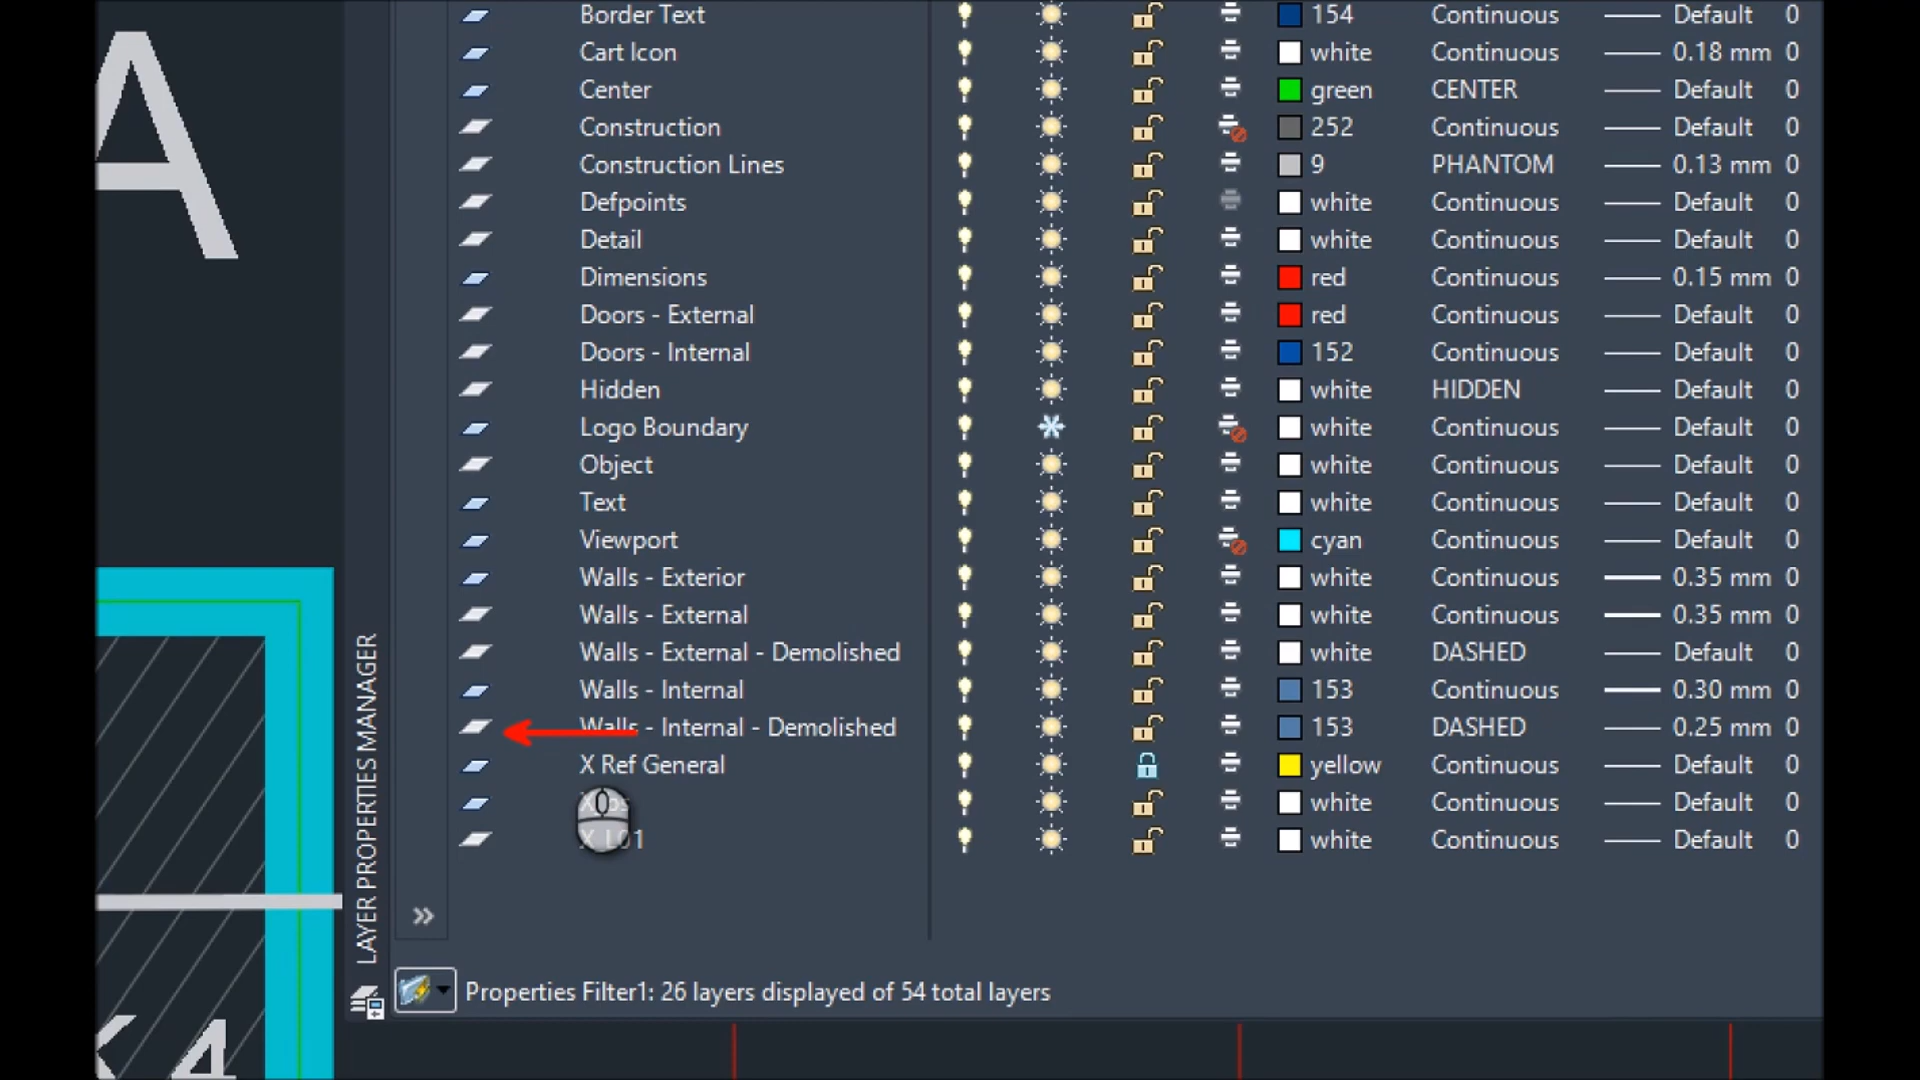 A
Border Text 154 Continuous Default 0
Cart Icon white Continuous 0.18 mm 0
Center green CENTER Default 0
Construction 252 Continuous Default 0
Construction Lines 9 PHANTOM 0.13 mm 0
Defpoints white Continuous Default 0
Detail white Continuous Default 0
Dimensions red Continuous 0.15 mm 0
Doors - External red Continuous Default 0
Doors - Internal 152 Continuous Default 0
Hidden white HIDDEN Default 0
Logo Boundary white Continuous Default 0
Object white Continuous Default 0
Text white Continuous Default 0
Viewport cyan Continuous Default 0
Walls - Exterior white Continuous 0.35 mm 0
Walls - External white Continuous 0.35 mm 0
Walls - External - Demolished white DASHED Default 0
Walls - Internal 153 Continuous 0.30 mm 0
Walls - Internal - Demolished 153 DASHED 0.25 mm 0
X Ref General yellow Continuous Default 0
white Continuous Default 0
white Continuous Default 0
LAYER PROPERTIES MANAGER
Properties Filter1: 26 layers displayed of 54 total layers
4